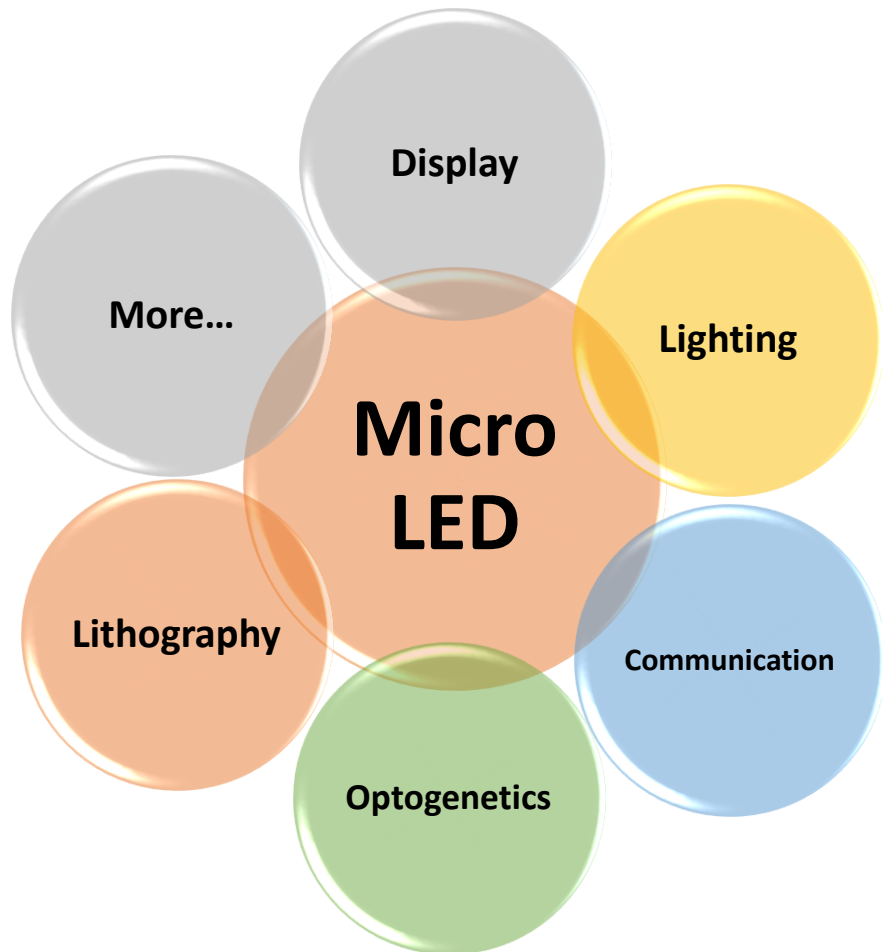 Display
More...
Lighting
Micro
LED
Lithography
Communication
Optogenetics